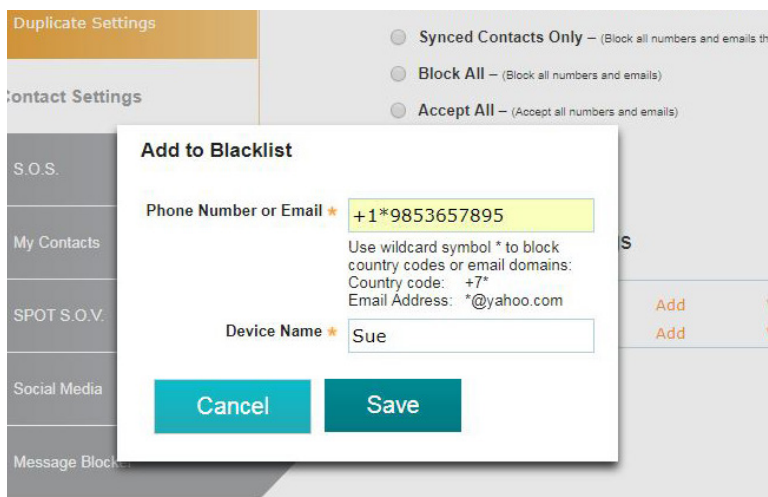 Duplicate Settings
Synced Contacts Only – (Block all numbers and emails th
Block All – (Block all numbers and emails)
Contact Settings
Accept All – (Accept all numbers and emails)
Add to Blacklist
S.O.S.
Phone Number or Email * +1*9853657895
My Contacts
Use wildcard symbol * to block
country codes or email domains:
Country code: +7*
Email Address: *@yahoo.com
SPOT S.O.V.
Add
Device Name * Sue
Add
Social Media
Cancel Save
Message Blocker